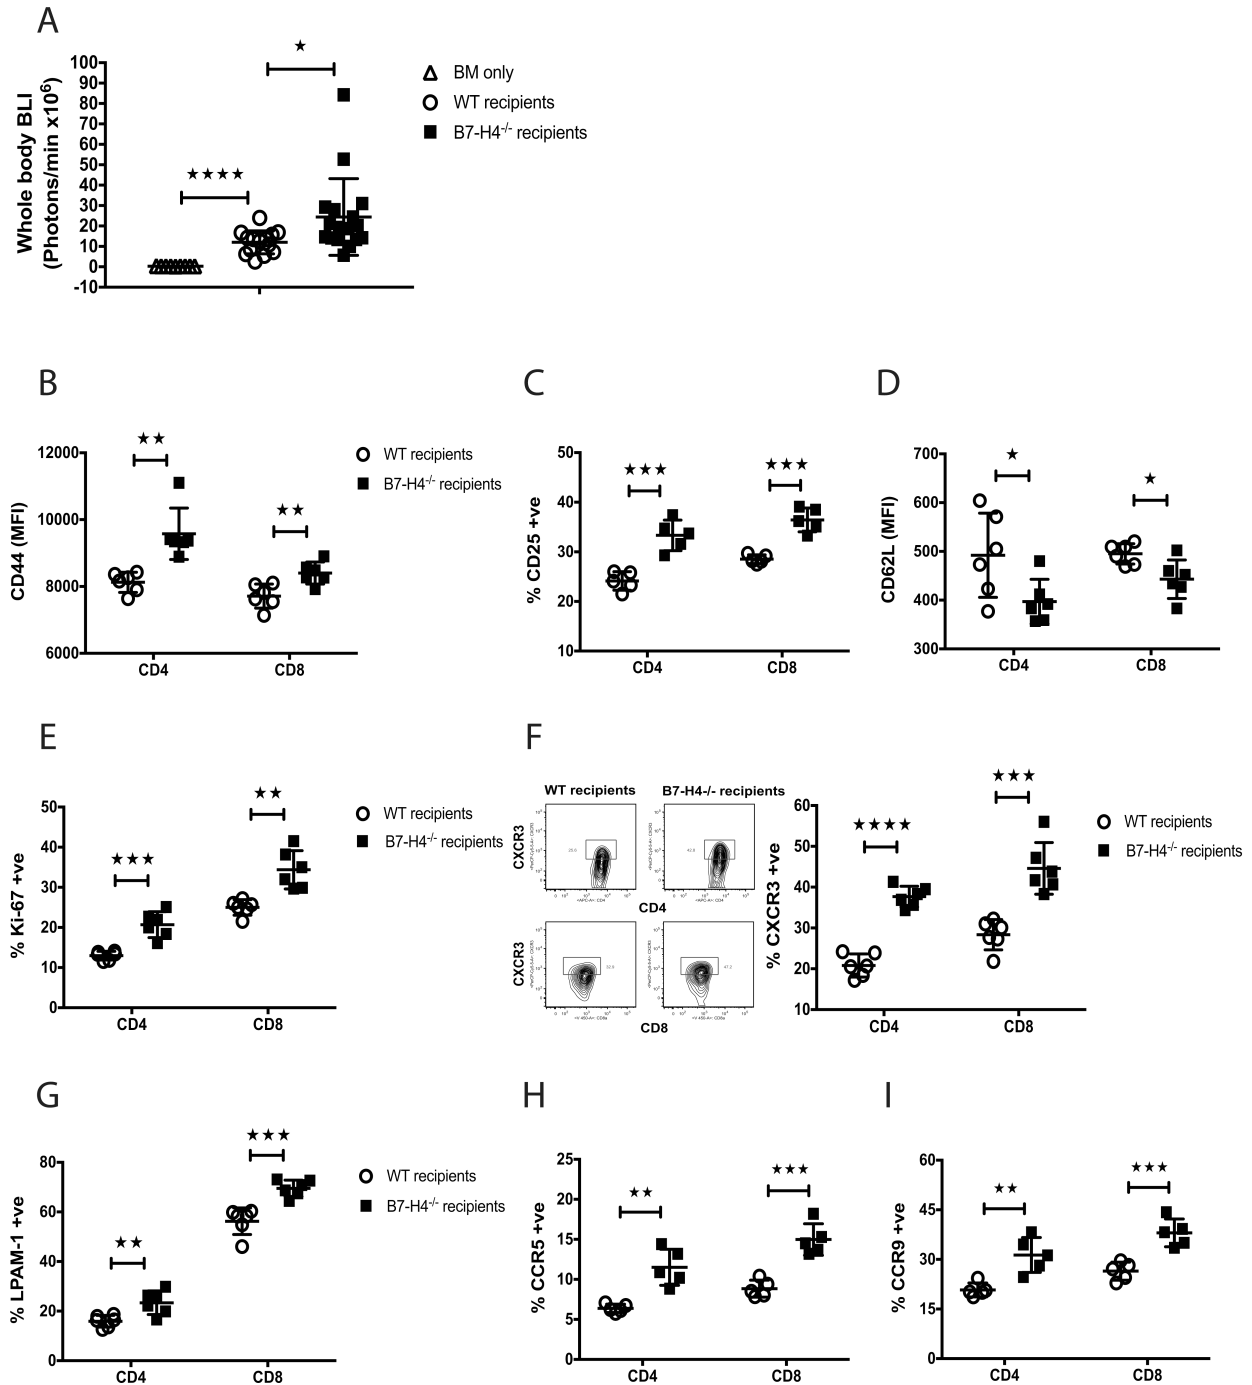 A
Whole body BLI
(Photons/min x10⁶)
100
90
80
70
60
50
40
30
20
10
0
-10
★★★★
★
BM only
WT recipients
B7-H4-/- recipients
B
CD44 (MFI)
12000
10000
8000
6000
★★
★★
CD4
CD8
WT recipients
B7-H4-/- recipients
C
% CD25 +ve
50
40
30
20
10
★★★
★★★
CD4
CD8
D
CD62L (MFI)
700
600
500
400
300
★
★
CD4
CD8
E
% Ki-67 +ve
50
40
30
20
10
0
★★★
★★
CD4
CD8
WT recipients
B7-H4-/- recipients
F
WT recipients
B7-H4-/- recipients
CXCR3
CD4
CXCR3
CD8
% CXCR3 +ve
60
50
40
30
20
10
★★★★
★★★
CD4
CD8
WT recipients
B7-H4-/- recipients
G
% LPAM-1 +ve
80
60
40
20
0
★★
★★★
CD4
CD8
WT recipients
B7-H4-/- recipients
H
% CCR5 +ve
25
20
15
10
5
0
★★
★★★
CD4
CD8
I
% CCR9 +ve
60
45
30
15
0
★★
★★★
CD4
CD8